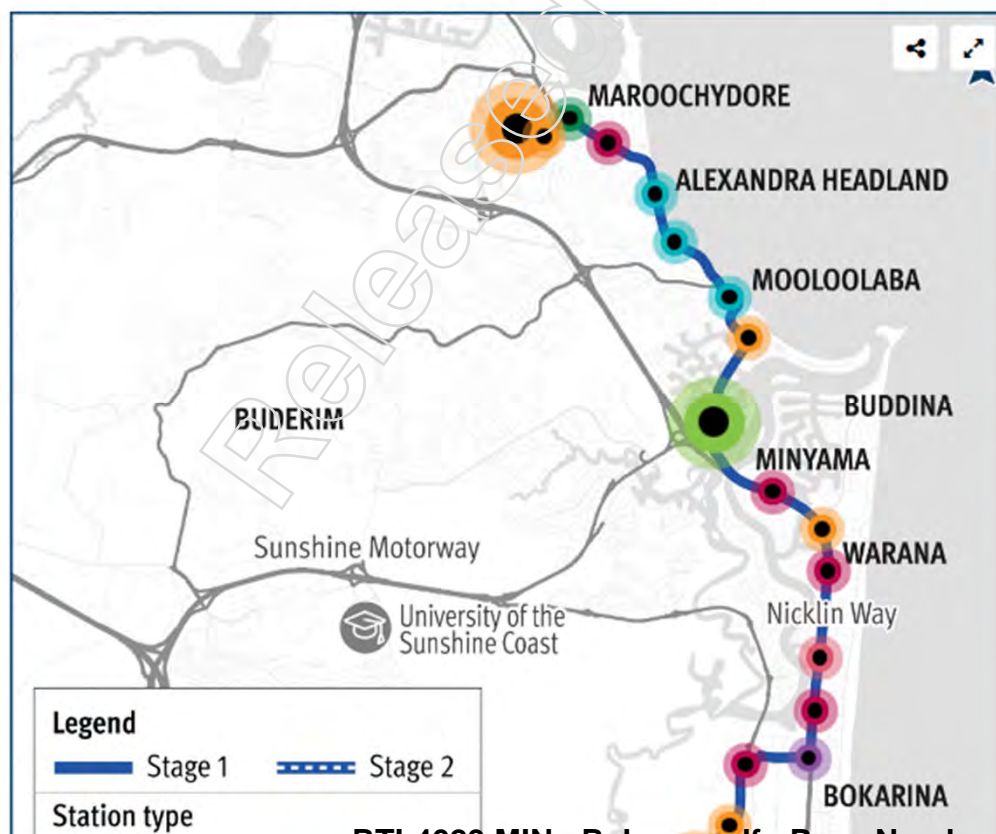 MAROOCHYDORE
ALEXANDRA HEADLAND
MOOLOOLABA
BUDERIM
BUDDINA
MINYAMA
Sunshine Motorway
WARANA
University of the
Sunshine Coast
Nicklin Way
Legend
Stage 1
Stage 2
BOKARINA
Station type
Released